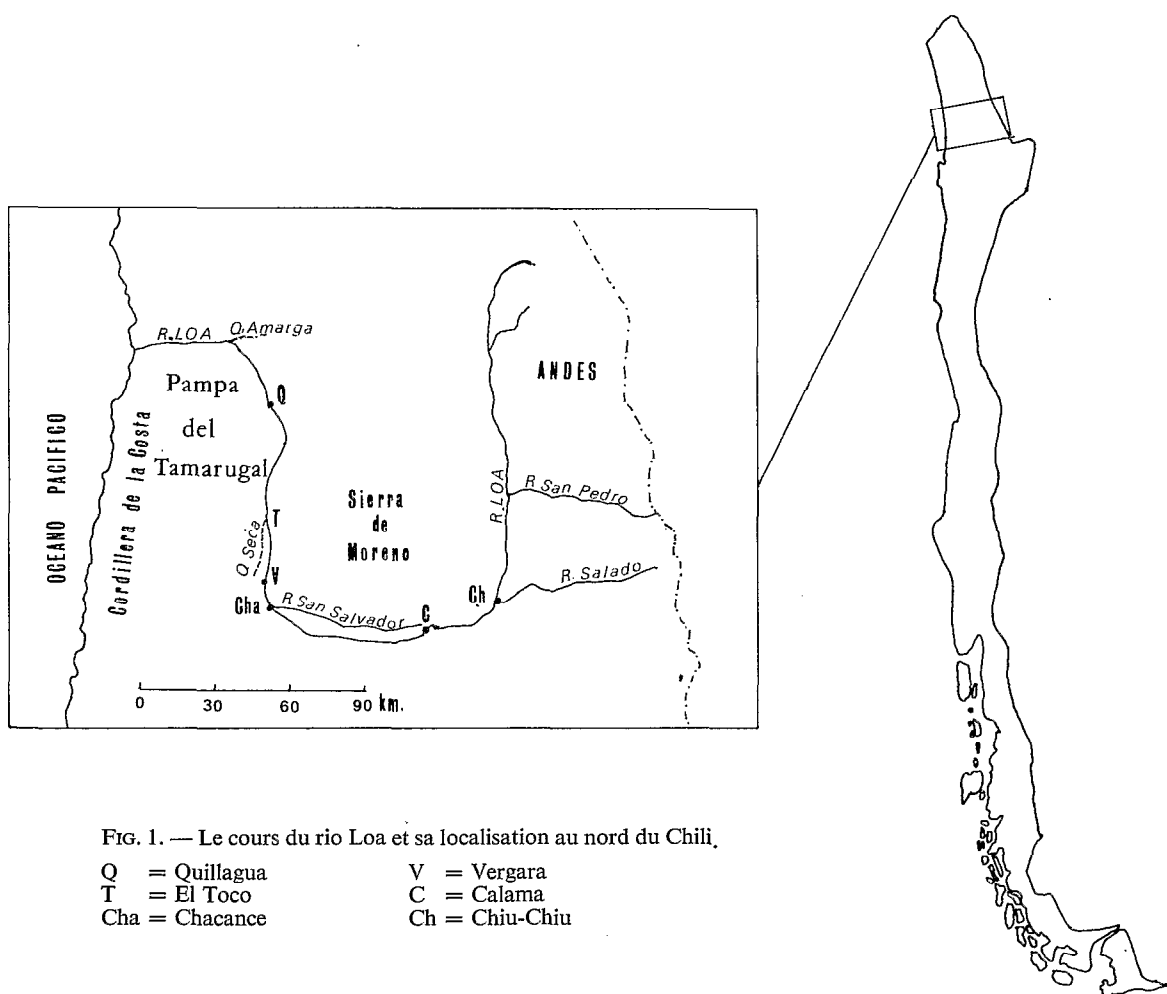 R. LOA
Q. Amarga
ANDES
Pampa
del
Tamarugal
Q
OCEANO PACIFICO
Cordillera de la Costa
R. LOA
R. San Pedro
Sierra
de
Moreno
T
Q. Seca
V
Cha
R. San Salvador
C
Ch
R. Salado
0 30 60 90 km.
FIG. 1. — Le cours du rio Loa et sa localisation au nord du Chili.
Q = Quillagua
V = Vergara
T = El Toco
C = Calama
Cha = Chacance
Ch = Chiu-Chiu